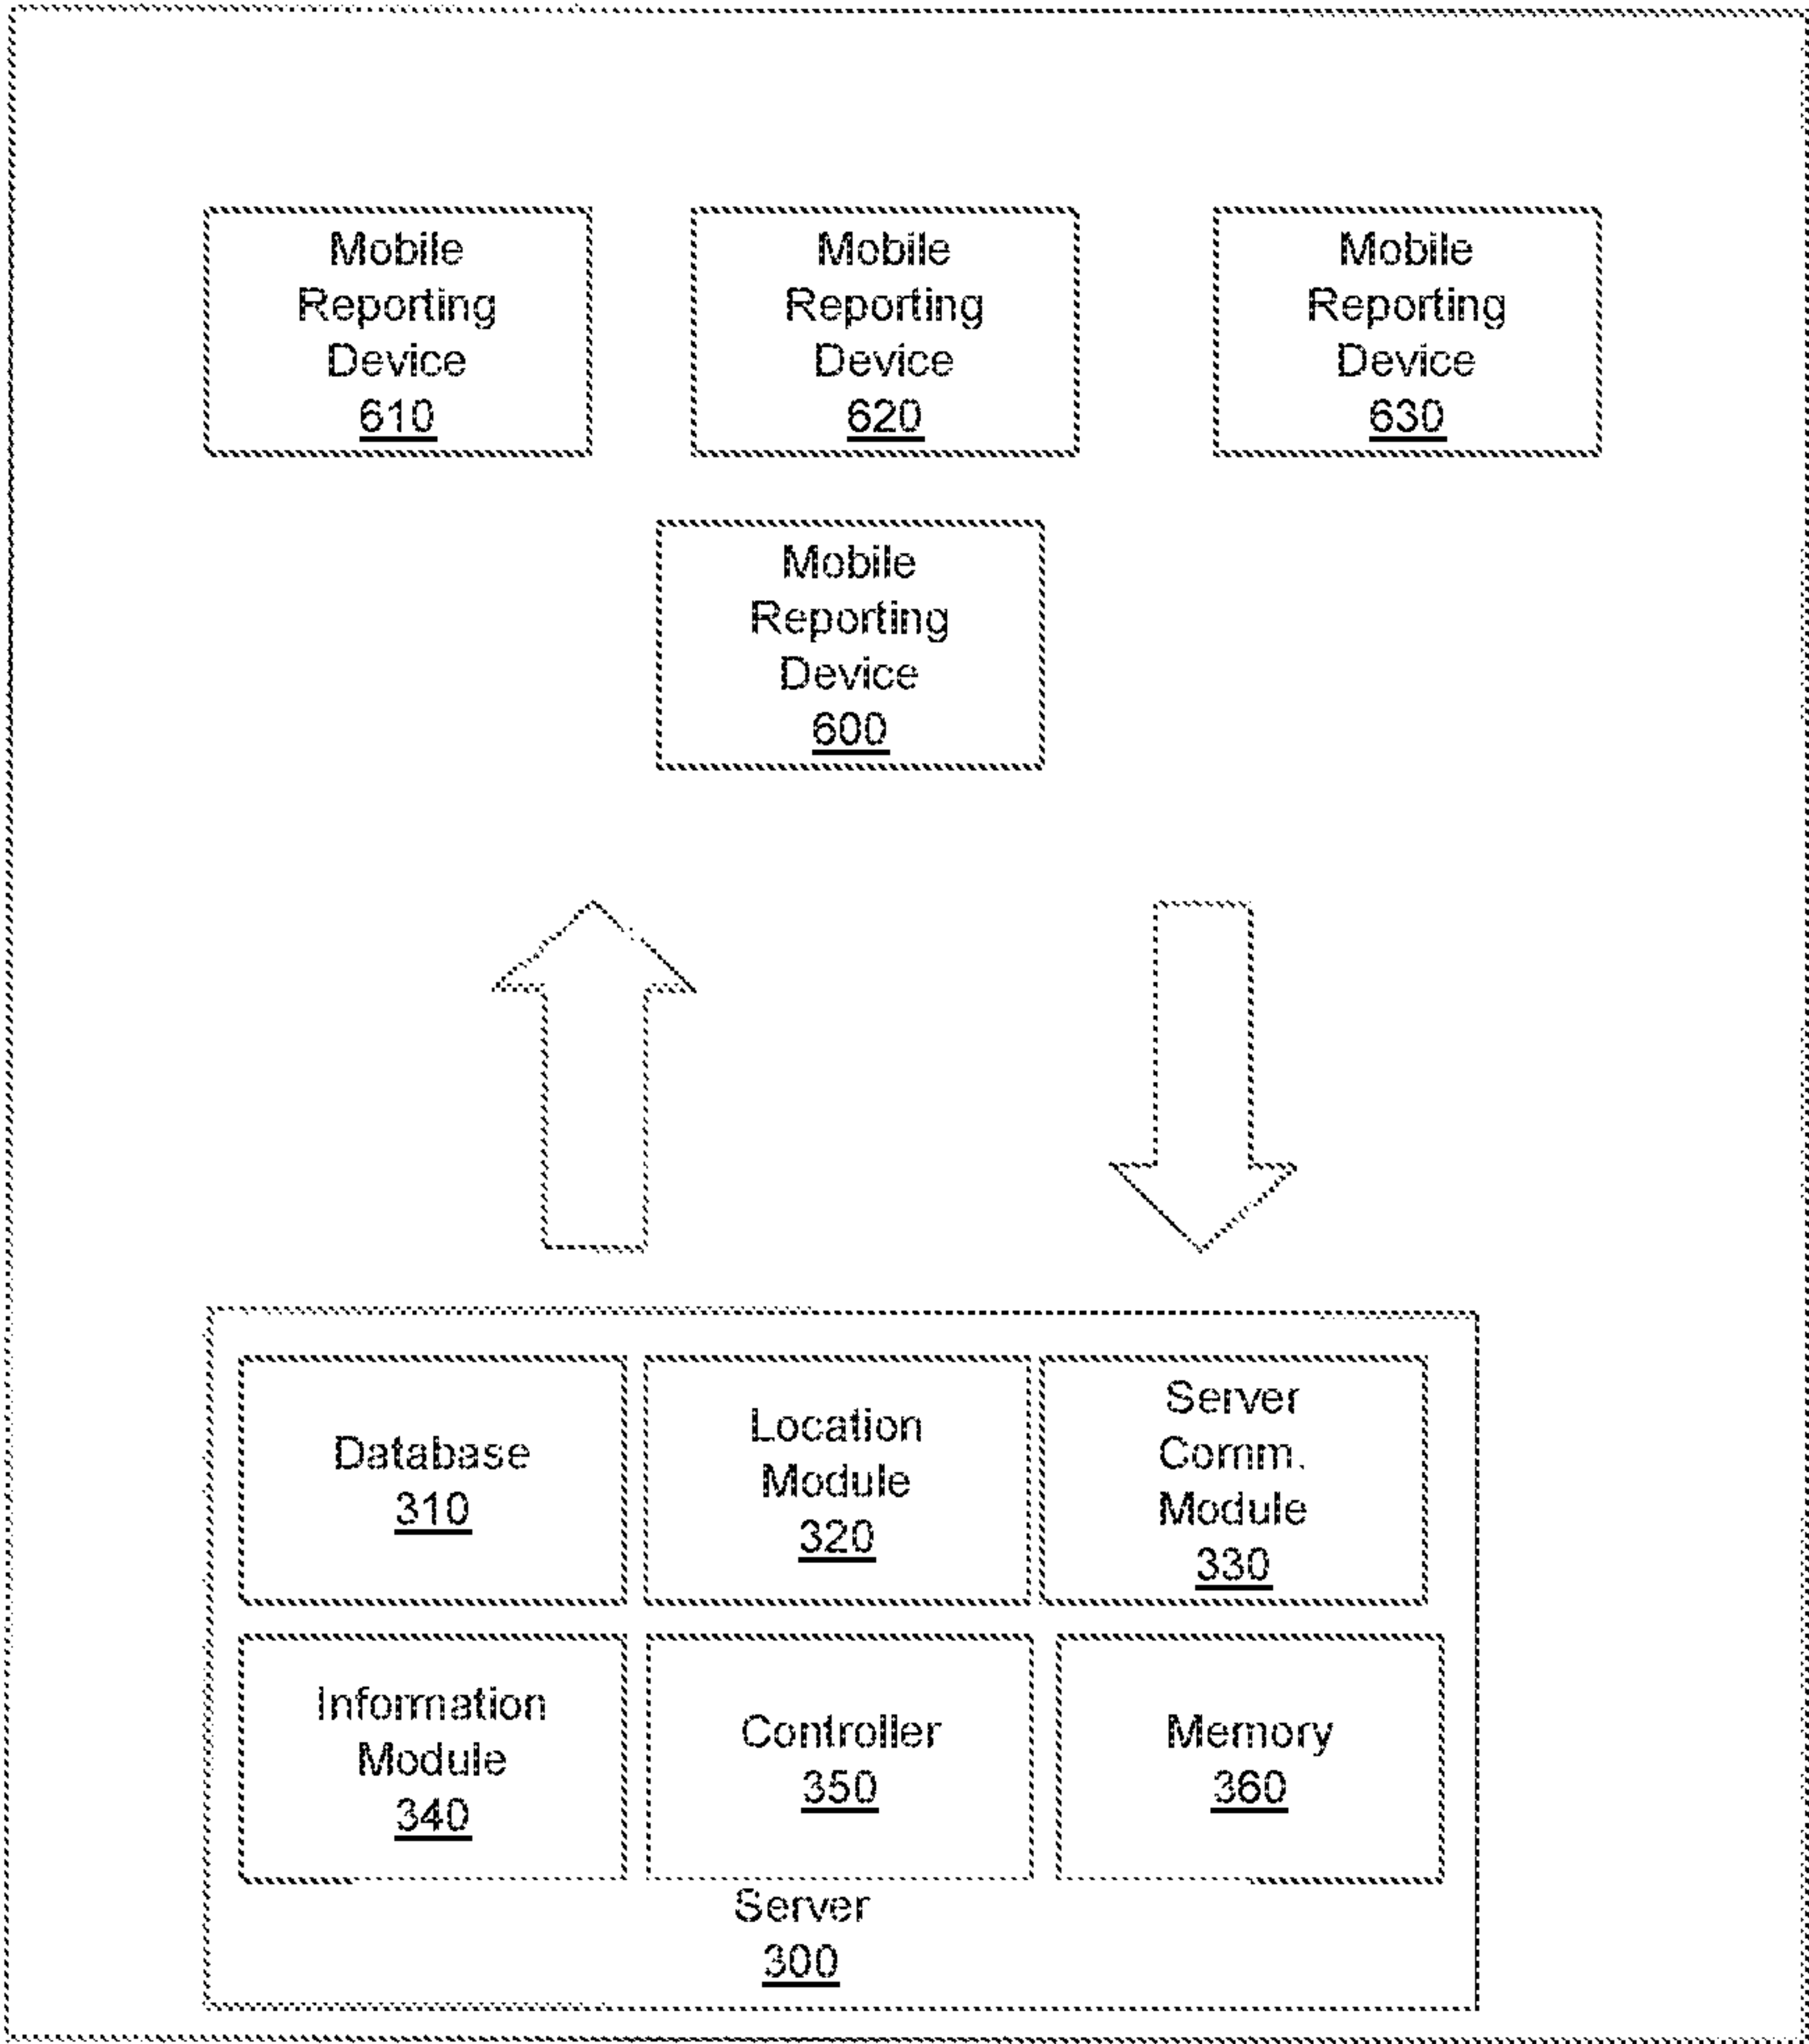 Mobile
Reporting
Device
610
Mobile
Reporting
Device
620
Mobile
Reporting
Device
630
Mobile
Reporting
Device
600
Database
310
Location
Module
320
Server
Comm.
Module
330
Information
Module
340
Controller
350
Memory
360
Server
300